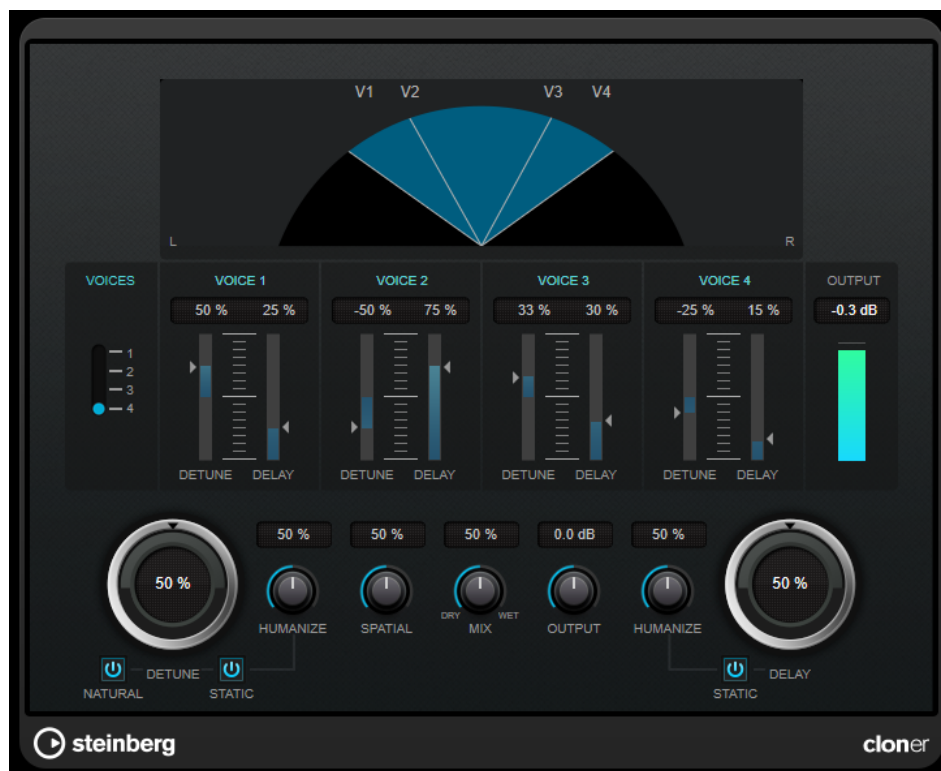 V1 V2 V3 V4
L R
VOICES VOICE 1 VOICE 2 VOICE 3 VOICE 4 OUTPUT
50 % 25 % -50 % 75 % 33 % 30 % -25 % 15 % -0.3 dB
1
2
3
4
DETUNE DELAY DETUNE DELAY DETUNE DELAY DETUNE DELAY
50 % 50 % 50 % 0.0 dB 50 %
50 % 50 %
DRY WET
HUMANIZE SPATIAL MIX OUTPUT HUMANIZE
DETUNE DELAY
NATURAL STATIC STATIC
steinberg cloner